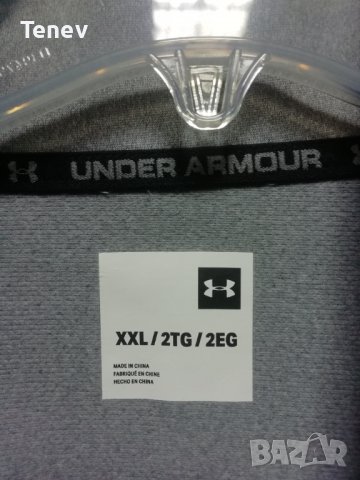 Tenev
UNDER ARMOUR
XXL / 2TG / 2EG
MADE IN CHINA
FABRIQUÉ EN CHINE
HECHO EN CHINA
BAZAR